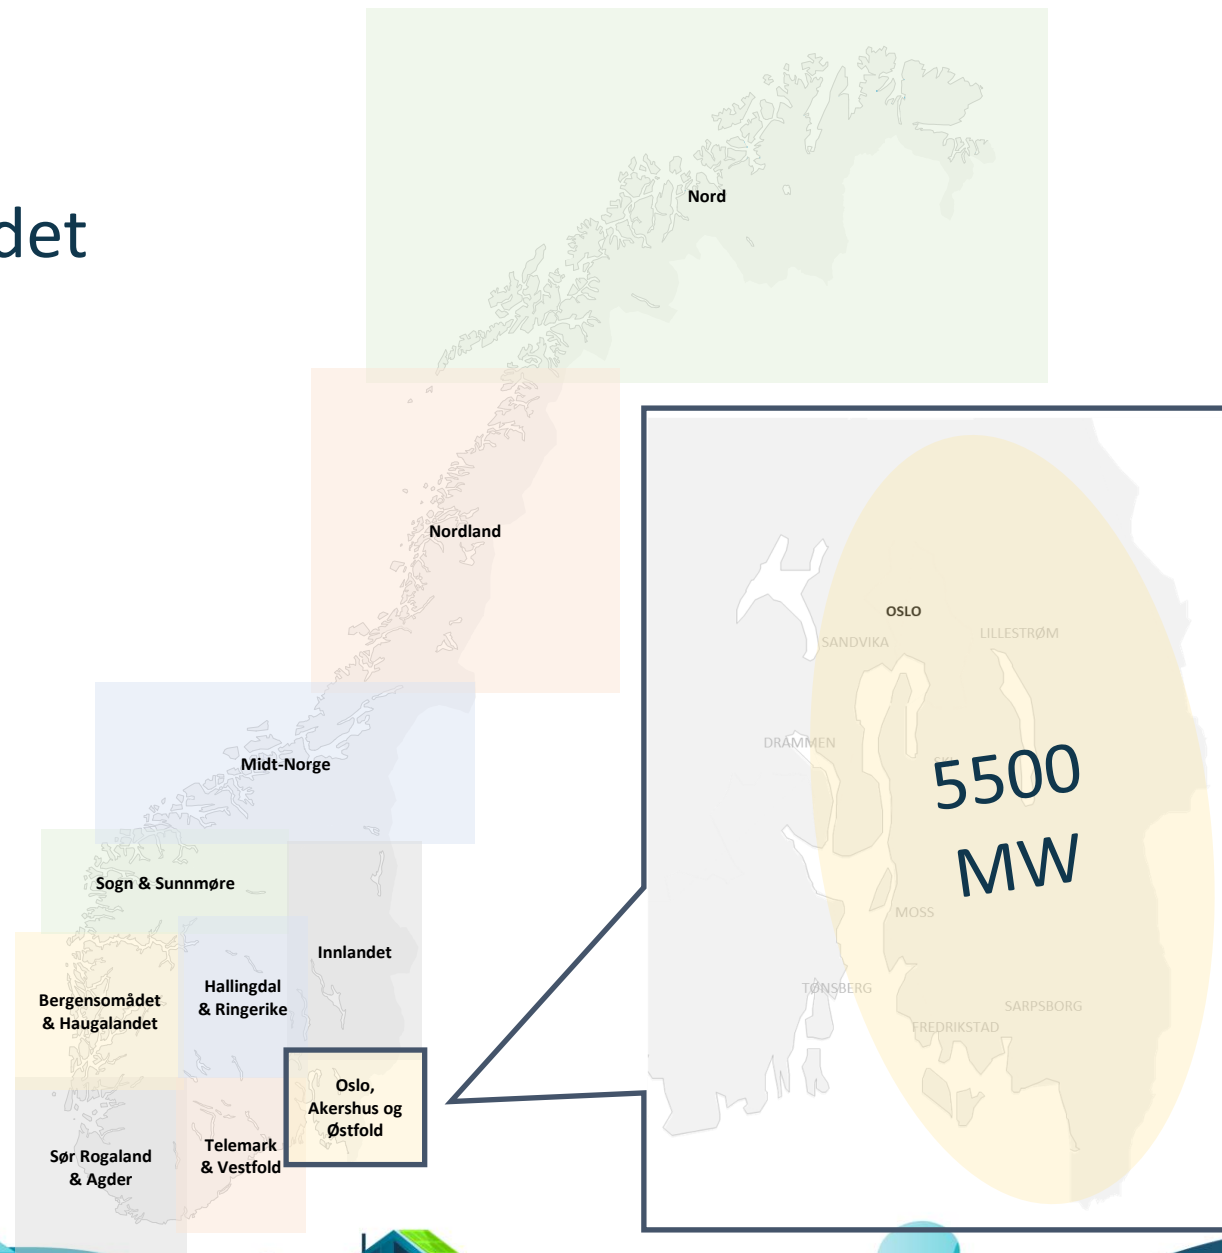 det
Nord
Nordland
Midt-Norge
Sogn & Sunnmøre
Innlandet
Hallingdal
& Ringerike
Bergensomådet
& Haugalandet
Oslo,
Akershus og
Østfold
Telemark
& Vestfold
Sør Rogaland
& Agder
OSLO
SANDVIKA
LILLESTRØM
DRAMMEN
5500
MW
MOSS
TØNSBERG
SARPSBORG
FREDRIKSTAD